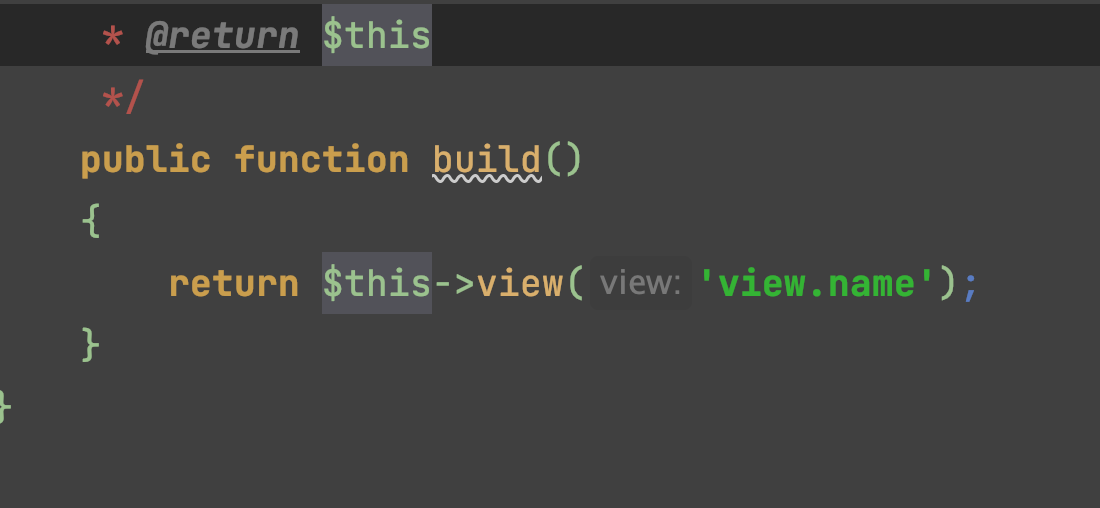 * @return $this
*/
public function build()
{
return $this->view( view: 'view.name');
}
}